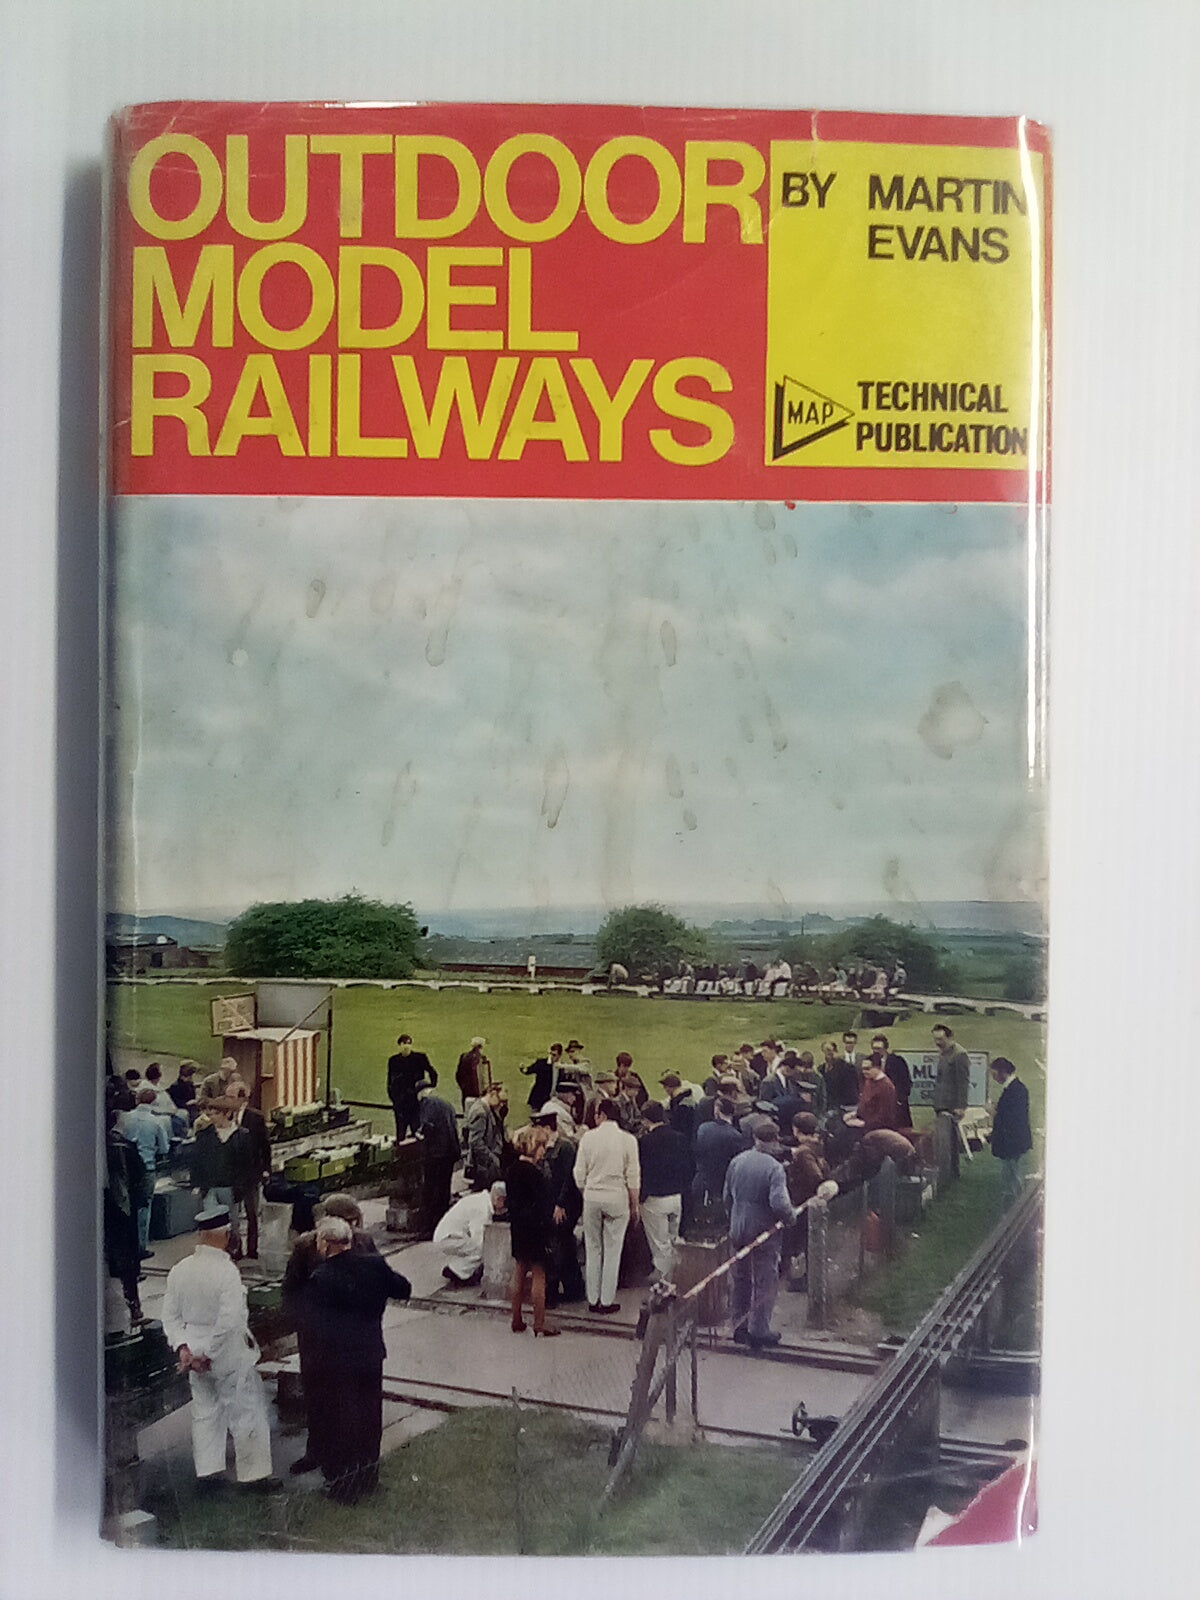 OUTDOOR
MODEL
RAILWAYS
BY MARTIN
EVANS
MAP
TECHNICAL
PUBLICATION